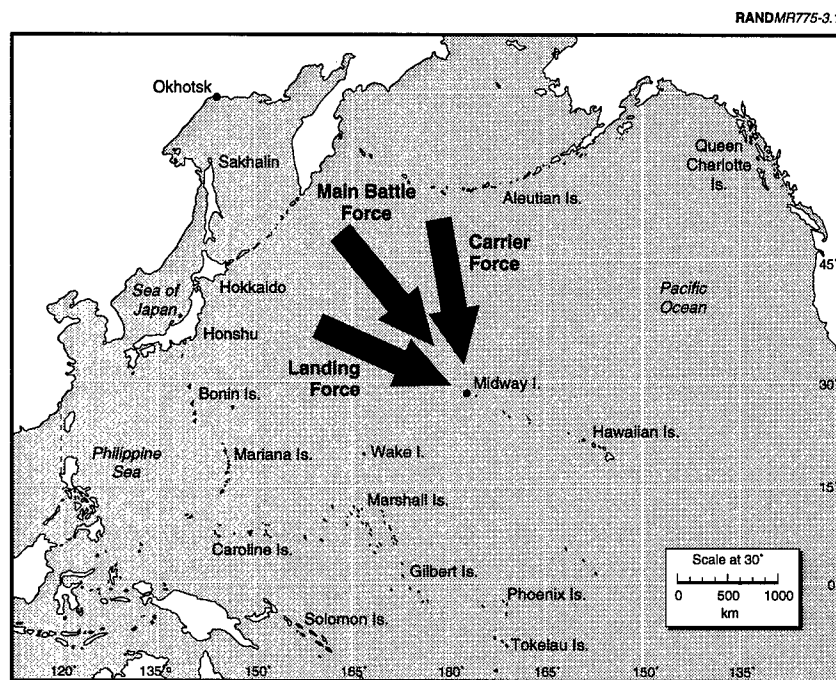 RANDMR775-3.1
Okhotsk
Sakhalin
Queen
Charlotte
Is.
Main Battle
Force
Aleutian Is.
Carrier
Force
45°
Sea of
Japan
Hokkaido
Pacific
Ocean
Honshu
Landing
Force
Midway I.
30°
Bonin Is.
Hawaiian Is.
Philippine
Sea
Mariana Is.
Wake I.
15°
Marshall Is.
Caroline Is.
Gilbert Is.
Scale at 30°
0 500 1000
km
0
Phoenix Is.
Solomon Is.
Tokelau Is.
120° 135° 150° 165° 180° 165° 150° 135°